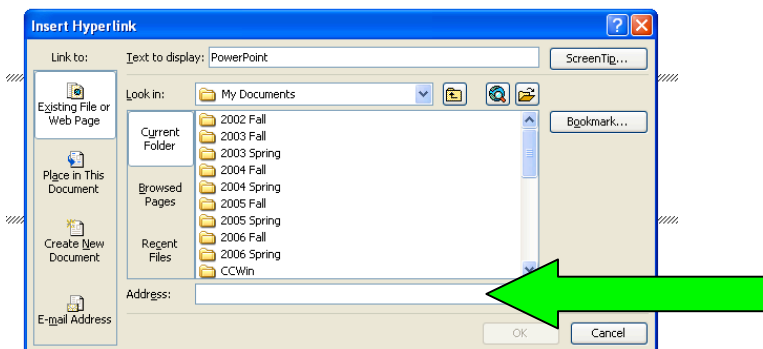 Insert Hyperlink
Link to:
Text to display: PowerPoint
ScreenTip...
Existing File or
Web Page
Look in: My Documents
Bookmark...
Current
Folder
2002 Fall
2003 Fall
2003 Spring
2004 Fall
2004 Spring
2005 Fall
2005 Spring
2006 Fall
2006 Spring
CCWin
Place in This
Document
Browsed
Pages
Create New
Document
Recent
Files
Address:
E-mail Address
OK
Cancel